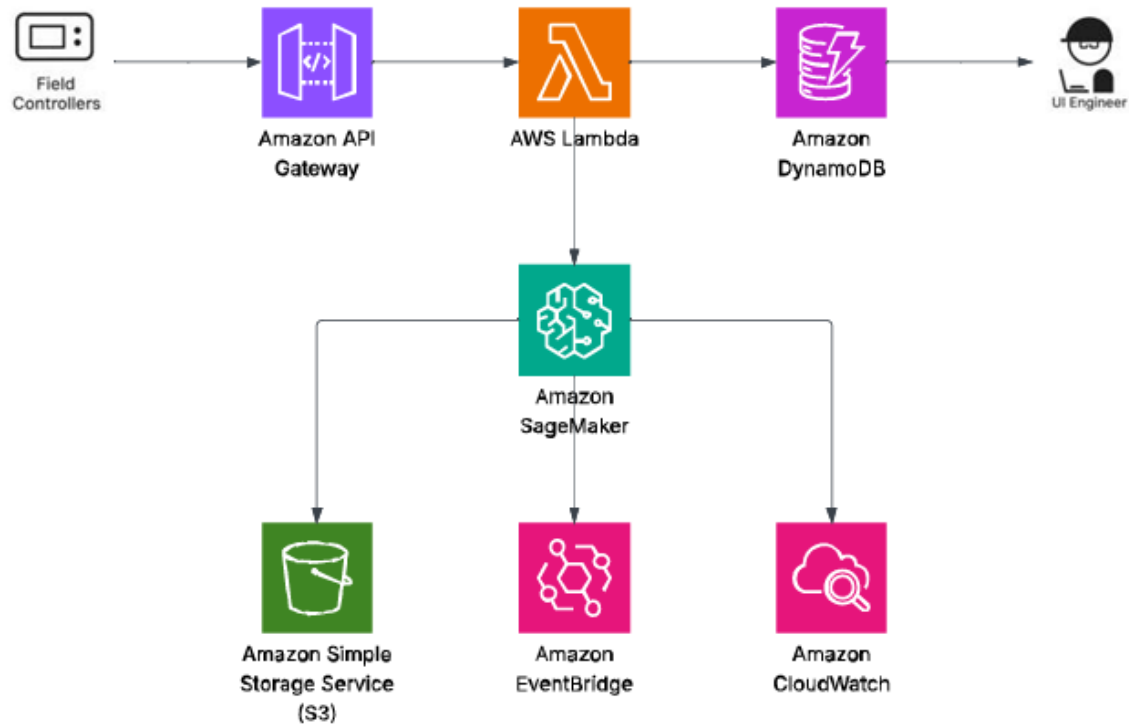 Field
Controllers
Amazon API
Gateway
AWS Lambda
Amazon
DynamoDB
UI Engineer
Amazon
SageMaker
Amazon Simple
Storage Service
(S3)
Amazon
EventBridge
Amazon
CloudWatch